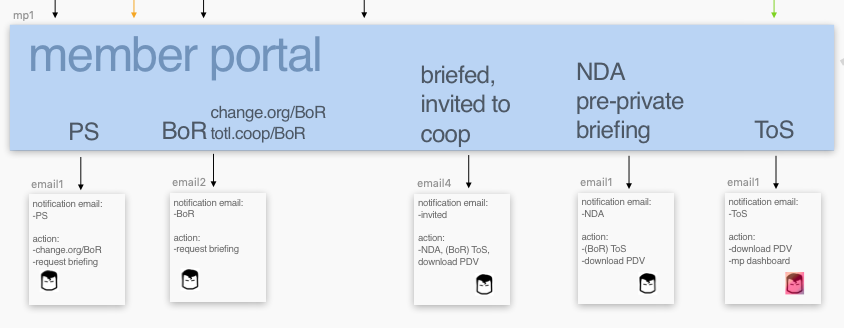 mp1
member portal
PS
BoR
change.org/BoR
totl.coop/BoR
briefed,
invited to
coop
NDA
pre-private
briefing
ToS
email1
notification email:
-PS
action:
-change.org/BoR
-request briefing
email2
notification email:
-BoR
action:
-request briefing
email4
notification email:
-invited
action:
-NDA, (BoR) ToS,
download PDV
email1
notification email:
-NDA
action:
-(BoR) ToS
-download PDV
email1
notification email:
-ToS
action:
-download PDV
-mp dashboard